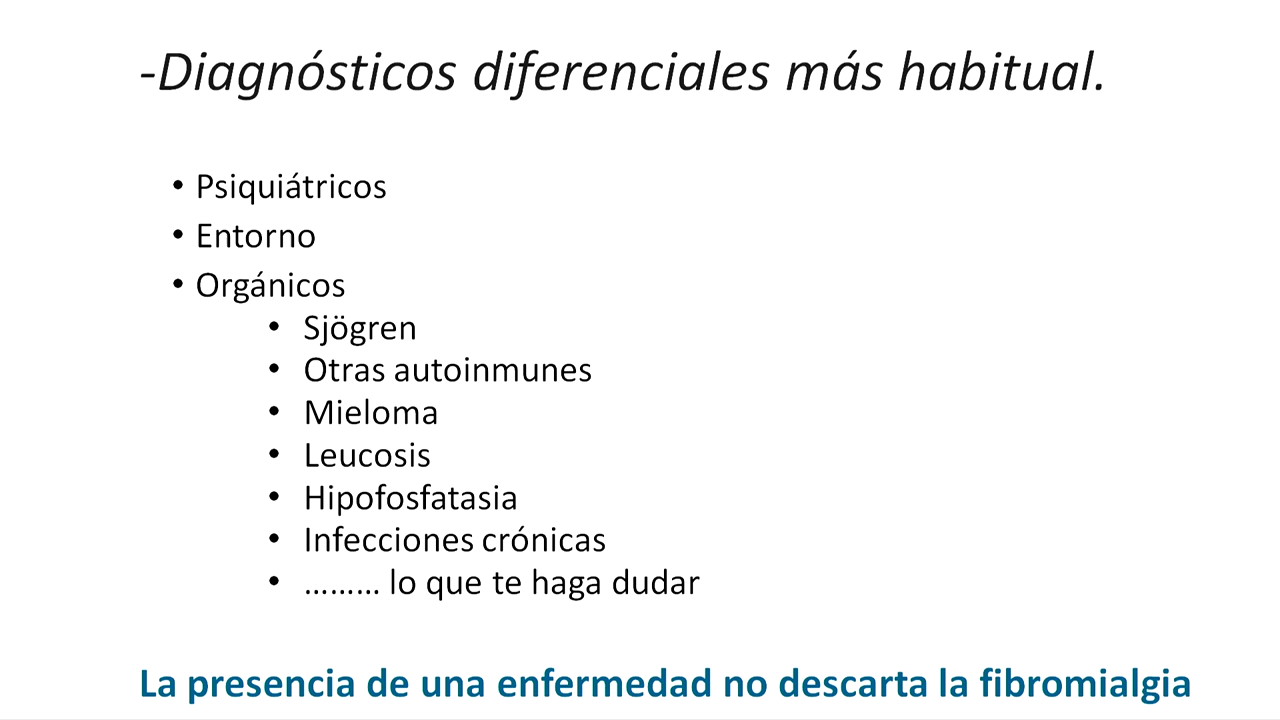 -Diagnósticos diferenciales más habitual.
• Psiquiátricos
• Entorno
• Orgánicos
• Sjögren
• Otras autoinmunes
• Mieloma
• Leucosis
• Hipofosfatasia
• Infecciones crónicas
• ……… lo que te haga dudar
La presencia de una enfermedad no descarta la fibromialgia